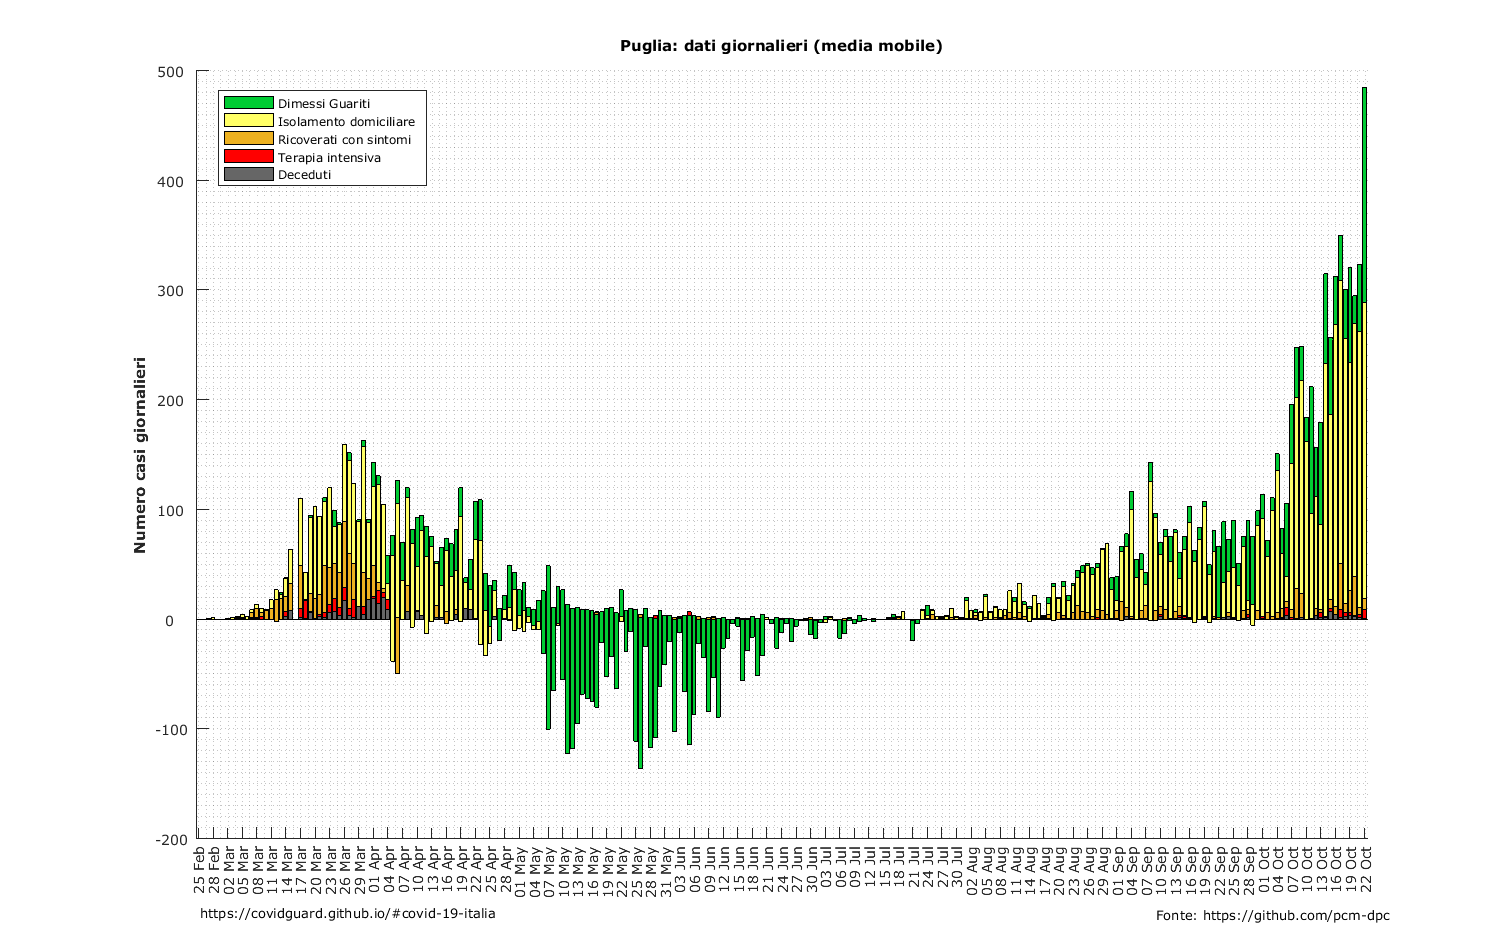 Puglia: dati giornalieri (media mobile)
500
400
300
200
100
0
-100
-200
Numero casi giornalieri
Dimessi Guariti
Isolamento domiciliare
Ricoverati con sintomi
Terapia intensiva
Deceduti
25 Feb
28 Feb
02 Mar
05 Mar
08 Mar
11 Mar
14 Mar
17 Mar
20 Mar
23 Mar
26 Mar
29 Mar
01 Apr
04 Apr
07 Apr
10 Apr
13 Apr
16 Apr
19 Apr
22 Apr
25 Apr
28 Apr
01 May
04 May
07 May
10 May
13 May
16 May
19 May
22 May
25 May
28 May
31 May
03 Jun
06 Jun
09 Jun
12 Jun
15 Jun
18 Jun
21 Jun
24 Jun
27 Jun
30 Jun
03 Jul
06 Jul
09 Jul
12 Jul
15 Jul
18 Jul
21 Jul
24 Jul
27 Jul
30 Jul
02 Aug
05 Aug
08 Aug
11 Aug
14 Aug
17 Aug
20 Aug
23 Aug
26 Aug
29 Aug
01 Sep
04 Sep
07 Sep
10 Sep
13 Sep
16 Sep
19 Sep
22 Sep
25 Sep
28 Sep
01 Oct
04 Oct
07 Oct
10 Oct
13 Oct
16 Oct
19 Oct
22 Oct
https://covidguard.github.io/#covid-19-italia
Fonte: https://github.com/pcm-dpc